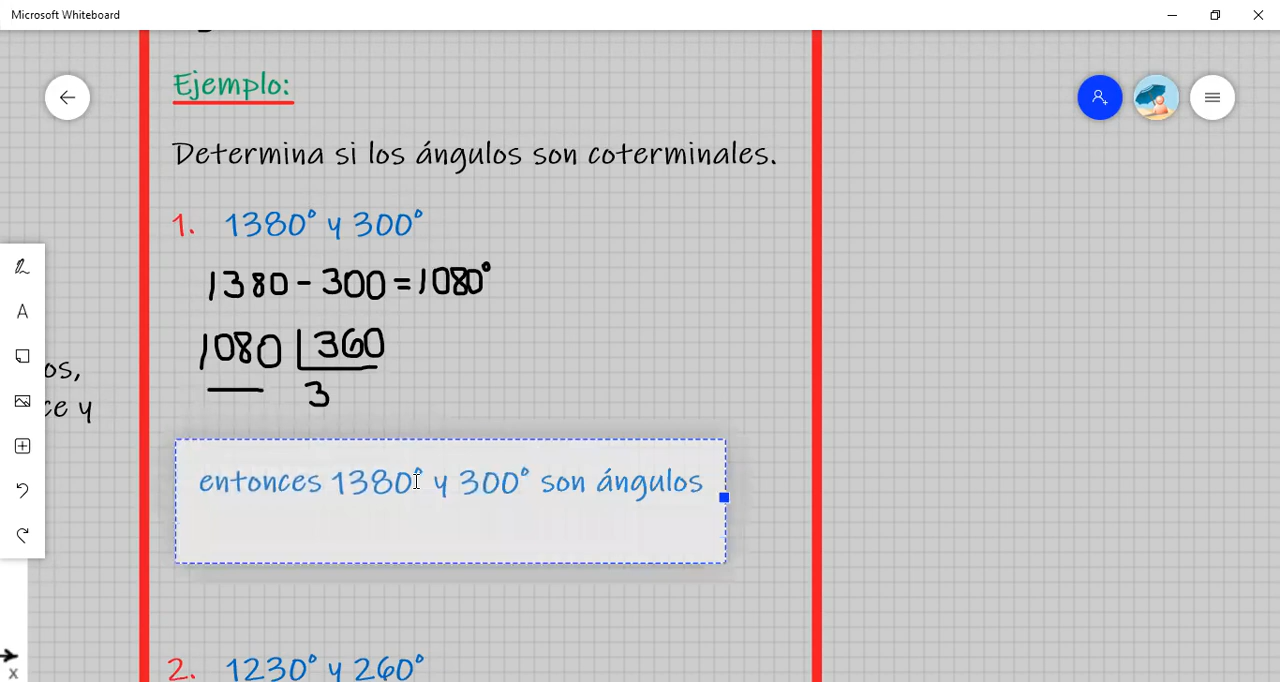 Microsoft Whiteboard
Ejemplo:
Determina si los ángulos son coterminales.
1. 1380° y 300°
1380 - 300 = 1080°
1080 360
3
os,
ce y
entonces 1380° y 300° son ángulos
2. 1230° y 260°
x